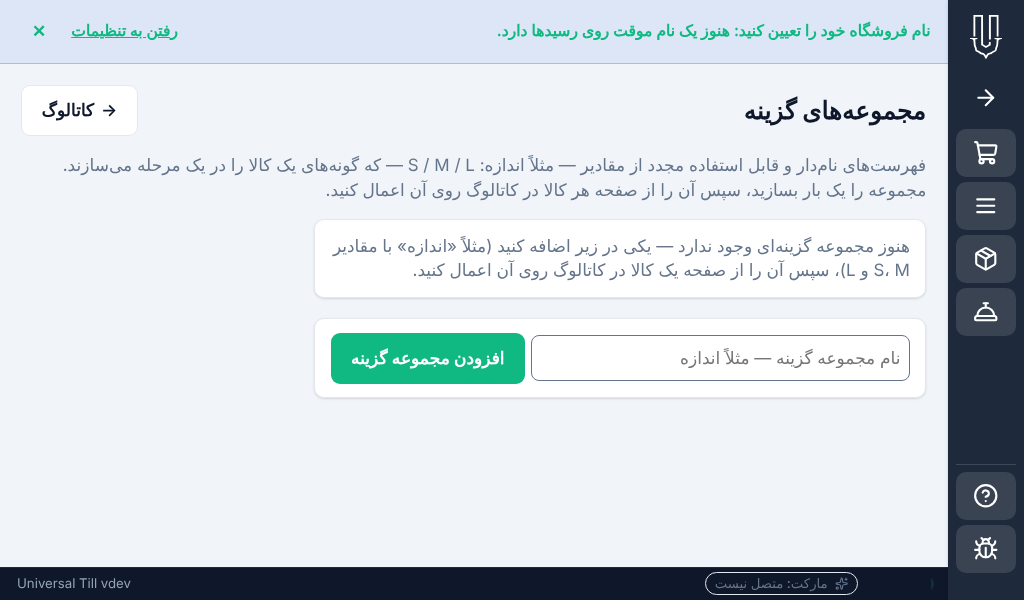 نام فروشگاه خود را تعیین کنید: هنوز یک نام موقت روی رسیدها دارد.
رفتن به تنظیمات ✕
مجموعه‌های گزینه
→ کاتالوگ
فهرست‌های نام‌دار و قابل استفاده مجدد از مقادیر — مثلاً اندازه: S / M / L — که گونه‌های یک کالا را در یک مرحله می‌سازند.
مجموعه را یک بار بسازید، سپس آن را از صفحه هر کالا در کاتالوگ روی آن اعمال کنید.
هنوز مجموعه گزینه‌ای وجود ندارد — یکی در زیر اضافه کنید (مثلاً «اندازه» با مقادیر
S، M و L)، سپس آن را از صفحه یک کالا در کاتالوگ روی آن اعمال کنید.
نام مجموعه گزینه — مثلاً اندازه
افزودن مجموعه گزینه
مارکت: متصل نیست
Universal Till vdev